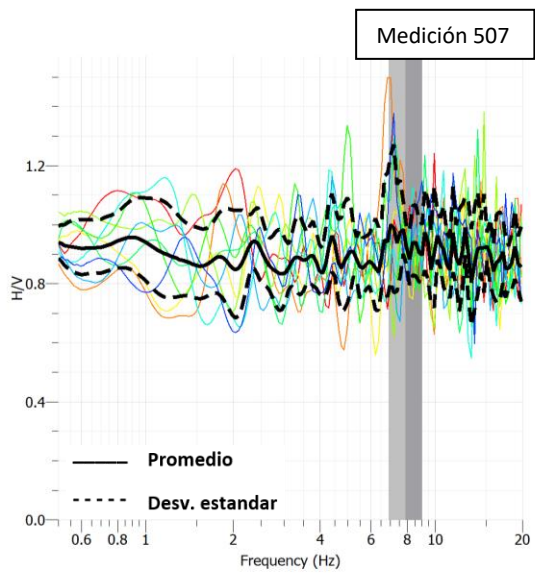 Medición 507
1.2
0.8
0.4
0.0
H/V
Promedio
Desv. estandar
0.6 0.8 1 2 4 6 8 10 20
Frequency (Hz)